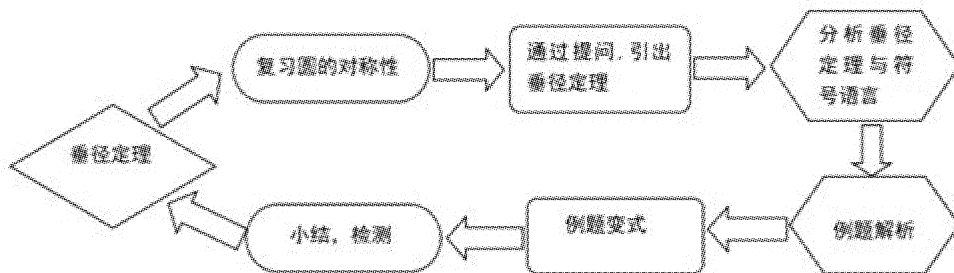 复习圆的对称性
通过提问，引出
垂径定理
分析垂径
定理与符
号语言
垂径定理
小结，检测
例题变式
例题解析